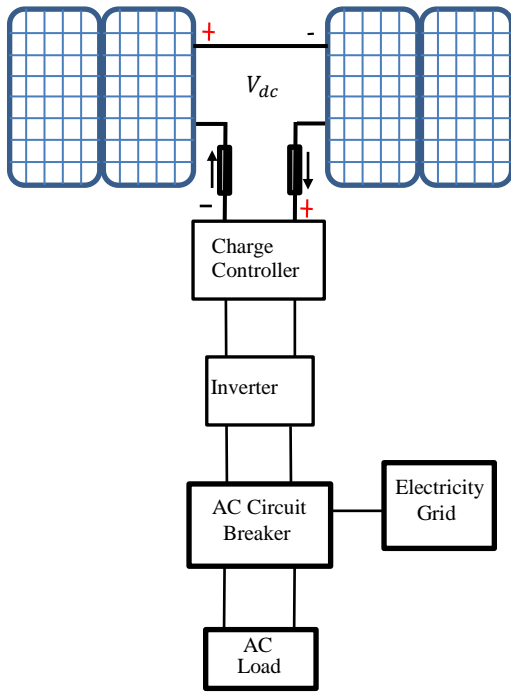 + -
V_dc
- +
Charge
Controller
Inverter
AC Circuit
Breaker
Electricity
Grid
AC
Load